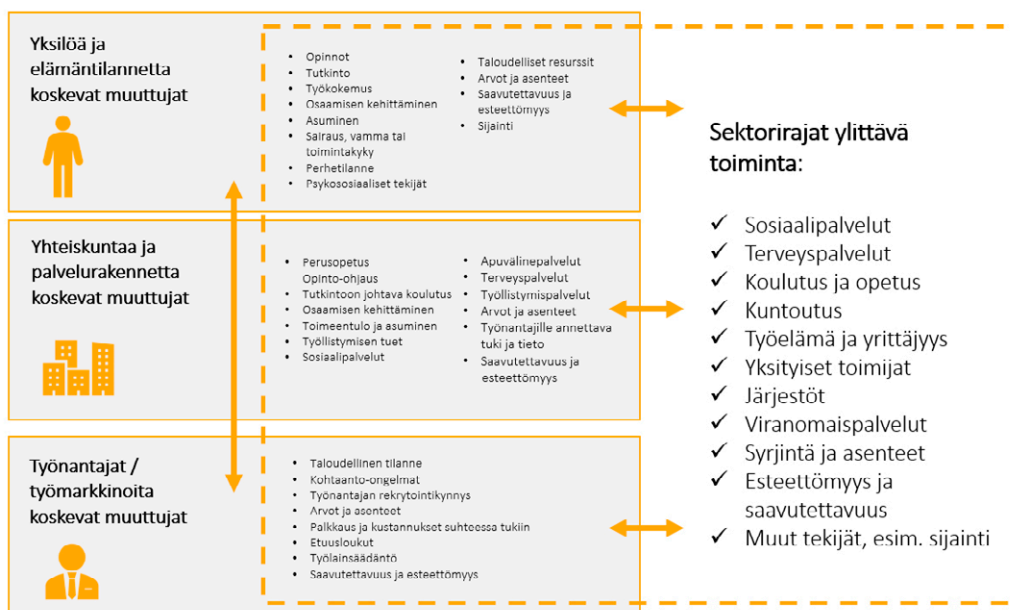 Yksilöä ja
elämäntilannetta
koskevat muuttujat
• Opinnot
• Tutkinto
• Työkokemus
• Osaamisen kehittäminen
• Asuminen
• Sairaus, vamma tai
toimintakyky
• Perhetilanne
• Psykososiaaliset tekijät
• Taloudelliset resurssit
• Arvot ja asenteet
• Saavutettavuus ja
esteettömyys
• Sijainti
Yhteiskuntaa ja
palvelurakennetta
koskevat muuttujat
• Perusopetus
Opinto-ohjaus
• Tutkintoon johtava koulutus
• Osaamisen kehittäminen
• Toimeentulo ja asuminen
• Työllistymisen tuet
• Sosiaalipalvelut
• Apuvälinepalvelut
• Terveyspalvelut
• Työllistymispalvelut
• Arvot ja asenteet
• Työnantajille annettava
tuki ja tieto
• Saavutettavuus ja
esteettömyys
Työnantajat /
työmarkkinoita
koskevat muuttujat
• Taloudellinen tilanne
• Kohtaanto-ongelmat
• Työnantajan rekrytointikynnys
• Arvot ja asenteet
• Palkkaus ja kustannukset suhteessa tukiin
• Etuusloukut
• Työlainsäädäntö
• Saavutettavuus ja esteettömyys
Sektorirajat ylittävä
toiminta:
✓ Sosiaalipalvelut
✓ Terveyspalvelut
✓ Koulutus ja opetus
✓ Kuntoutus
✓ Työelämä ja yrittäjyys
✓ Yksityiset toimijat
✓ Järjestöt
✓ Viranomaispalvelut
✓ Syrjintä ja asenteet
✓ Esteettömyys ja
saavutettavuus
✓ Muut tekijät, esim. sijainti